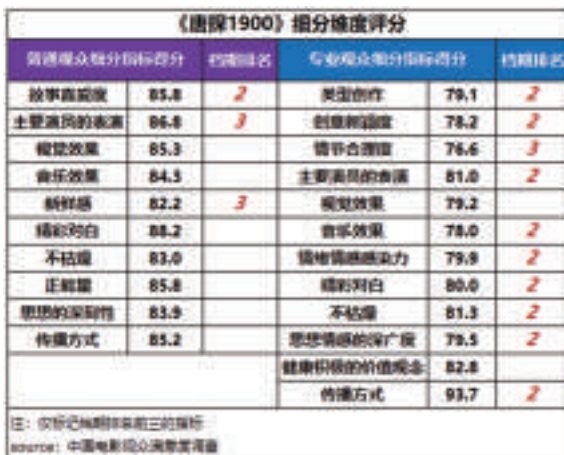 《唐探1900》细分维度评分
普通观众细分指标得分 档期排名 专业观众细分指标得分 档期排名
故事喜爱度 85.8 2 类型创作 79.1 2
主要演员的表演 86.8 3 创意新颖度 78.2 2
视觉效果 85.3 情节合理度 76.6 3
音乐效果 84.3 主要演员的表演 81.0 2
新鲜感 82.2 3 视觉效果 79.2
精彩对白 88.2 音乐效果 78.0 2
不枯燥 83.0 情绪情感感染力 79.9 2
正能量 85.8 精彩对白 80.0 2
思想的深刻性 83.9 不枯燥 81.3 2
传播方式 85.2 思想情感的深广度 79.5 2
健康积极的价值观念 82.8
传播方式 93.7 2
注：仅标记档期排名前三的指标
source：中国电影观众满意度调查